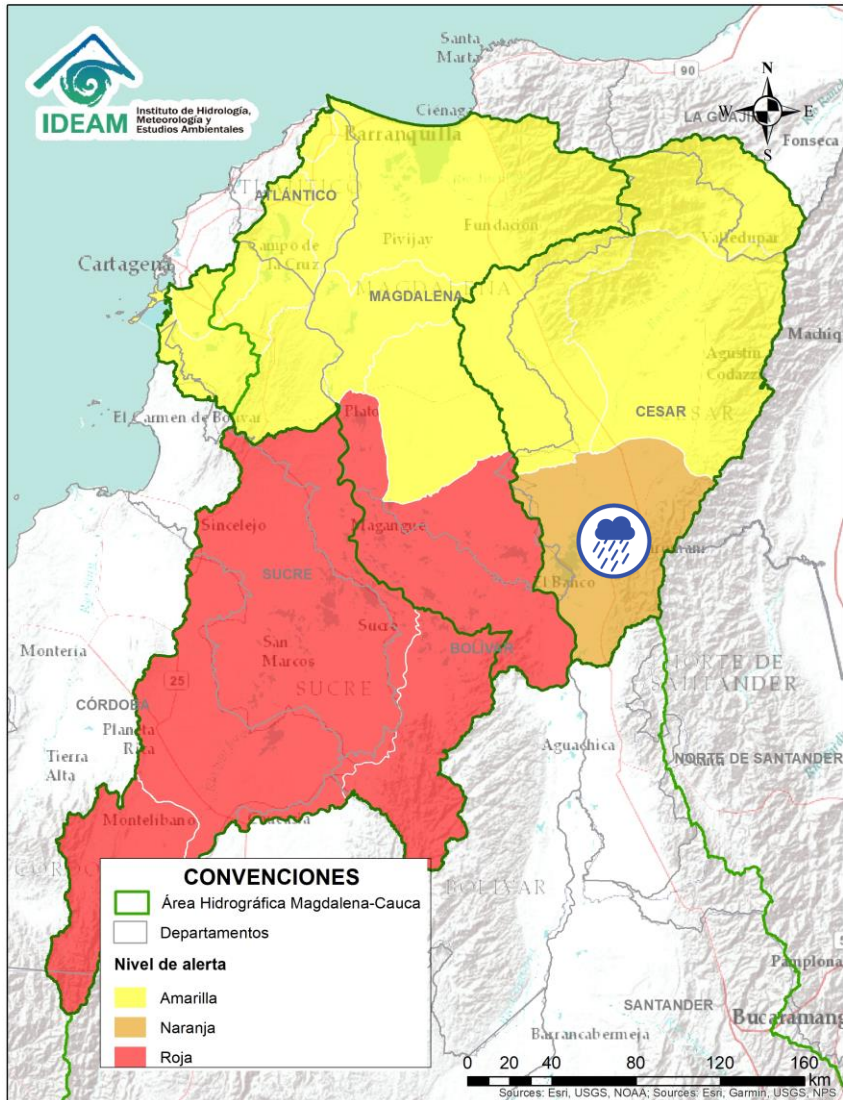 Santa
Marta
90
N
W E
S
LA GUAJI
Fonseca
IDEAM
Instituto de Hidrología,
Meteorología y
Estudios Ambientales
Ciénaga
Barranquilla
ATLÁNTICO
Campo de
la Cruz
Pivijay
Fundación
Valledupar
Cartagena
MAGDALENA
MAGDALENA
Machiq
Agustín
Codazzi
CESAR
El Carmen de Bolívar
Plato
Sincelejo
Magangué
SUCRE
El Banco
Montería
San
Marcos
Sucre
SUCRE
BOLÍVAR
25
NORTE DE
SANTANDER
CÓRDOBA
Planeta
Rica
Tierra
Alta
Aguachica
NORTE DE SANTANDER
Montelíbano
Caucasia
BOLÍVAR
CONVENCIONES
Área Hidrográfica Magdalena-Cauca
Departamentos
Nivel de alerta
Amarilla
Naranja
Roja
Pamplona
SANTANDER
Bucaramang
Barrancabermeja
0 20 40 80 120 160
Km
Sources: Esri, USGS, NOAA; Sources: Esri, Garmin, USGS, NPS